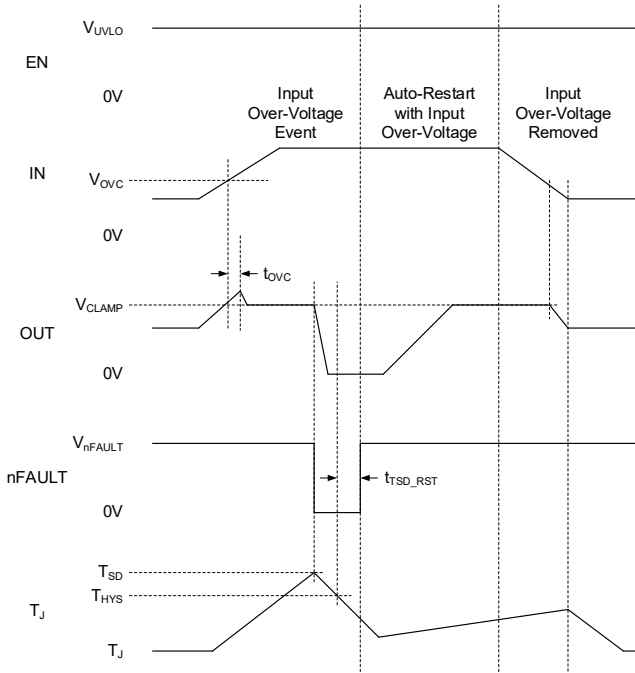 EN
V_UVLO
0V
Input
Over-Voltage
Event
Auto-Restart
with Input
Over-Voltage
Input
Over-Voltage
Removed
IN
V_OVC
0V
t_OVC
OUT
V_CLAMP
0V
nFAULT
V_nFAULT
t_TSD_RST
0V
T_J
T_SD
T_HYS
T_J